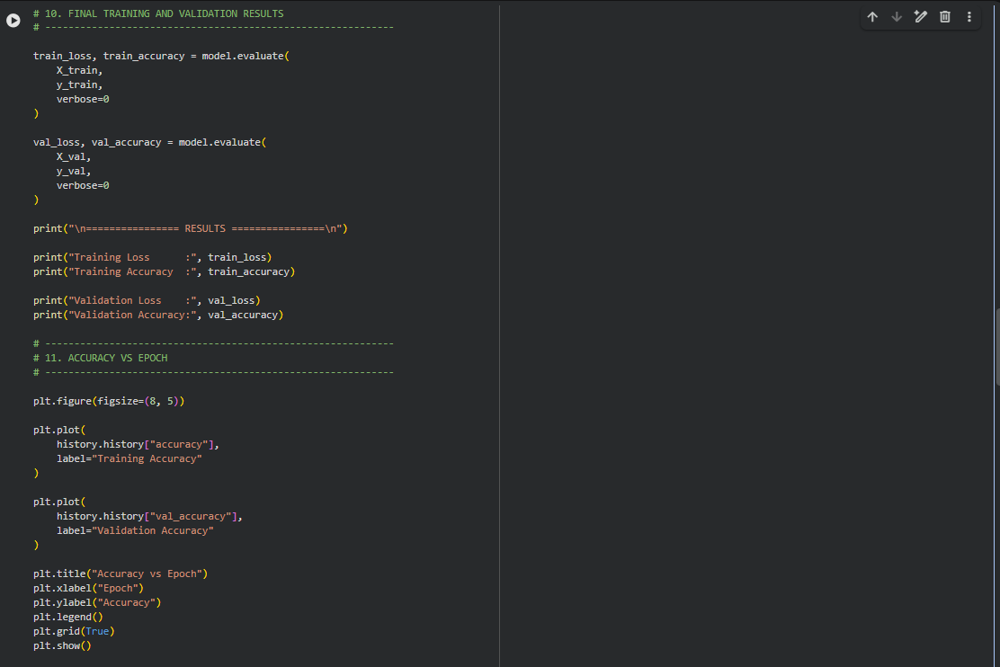 # 10. FINAL TRAINING AND VALIDATION RESULTS
# ------------------------------------------------------------
train_loss, train_accuracy = model.evaluate(
    X_train,
    y_train,
    verbose=0
)
val_loss, val_accuracy = model.evaluate(
    X_val,
    y_val,
    verbose=0
)
print("\n================ RESULTS ================\n")
print("Training Loss      :", train_loss)
print("Training Accuracy  :", train_accuracy)
print("Validation Loss    :", val_loss)
print("Validation Accuracy:", val_accuracy)
# ------------------------------------------------------------
# 11. ACCURACY VS EPOCH
# ------------------------------------------------------------
plt.figure(figsize=(8, 5))
plt.plot(
    history.history["accuracy"],
    label="Training Accuracy"
)
plt.plot(
    history.history["val_accuracy"],
    label="Validation Accuracy"
)
plt.title("Accuracy vs Epoch")
plt.xlabel("Epoch")
plt.ylabel("Accuracy")
plt.legend()
plt.grid(True)
plt.show()